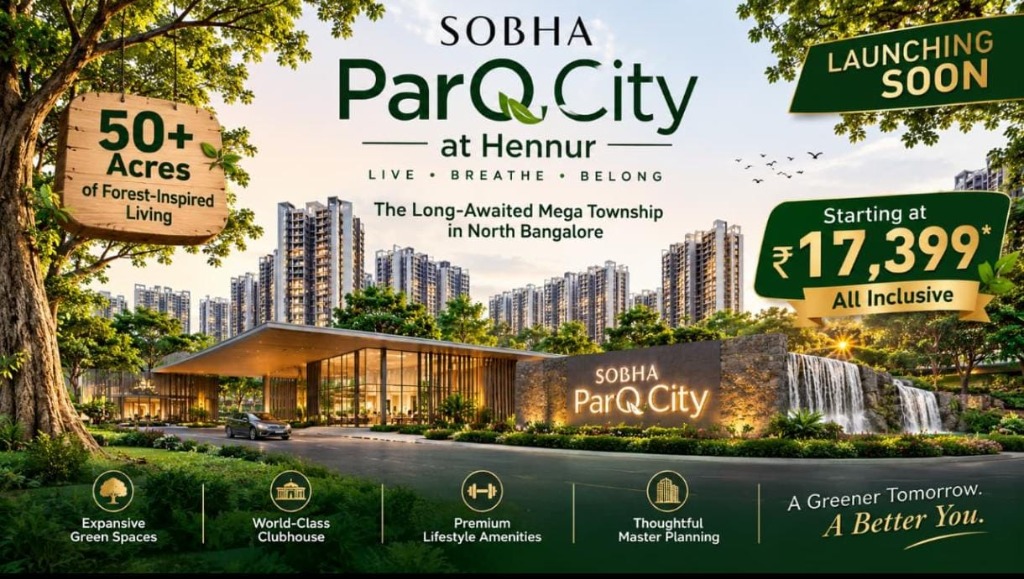 SOBHA
ParQ City
at Hennur
LIVE • BREATHE • BELONG
The Long-Awaited Mega Township
in North Bangalore
50+
Acres
of Forest-Inspired
Living
LAUNCHING
SOON
Starting at
₹17,399*
All Inclusive
SOBHA
ParQ City
Expansive
Green Spaces
World-Class
Clubhouse
Premium
Lifestyle Amenities
Thoughtful
Master Planning
A Greener Tomorrow.
A Better You.